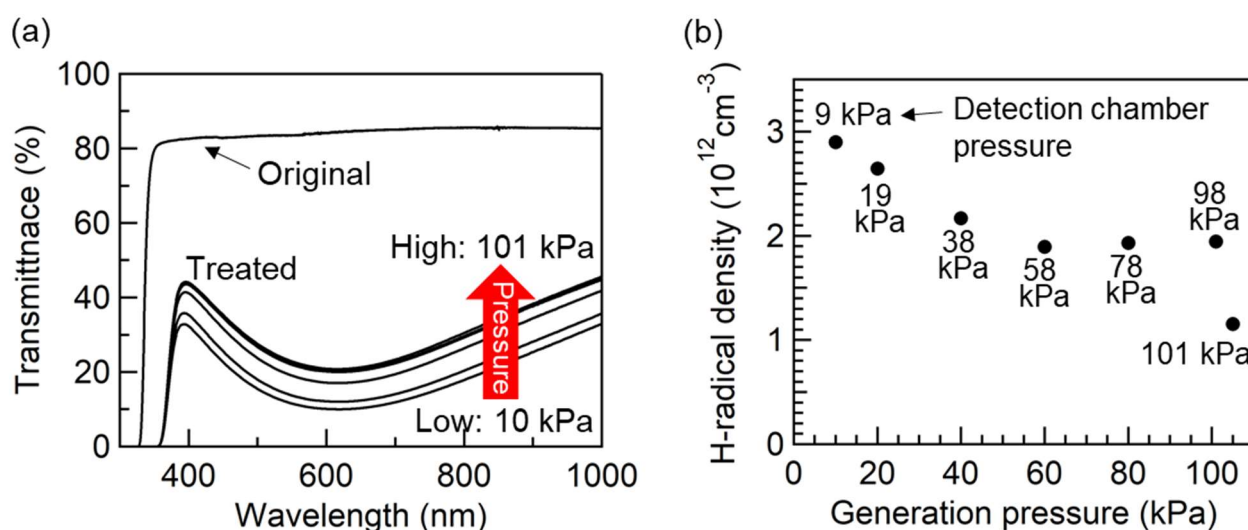 (a)
100
80
60
40
20
0
Transmittnace (%)
Original
Treated
High: 101 kPa
Pressure
Low: 10 kPa
400
600
800
1000
Wavelength (nm)
(b)
3
2
1
0
H-radical density (10¹² cm⁻³)
9 kPa
Detection chamber
pressure
19
kPa
38
kPa
58
kPa
78
kPa
98
kPa
101 kPa
0
20
40
60
80
100
Generation pressure (kPa)